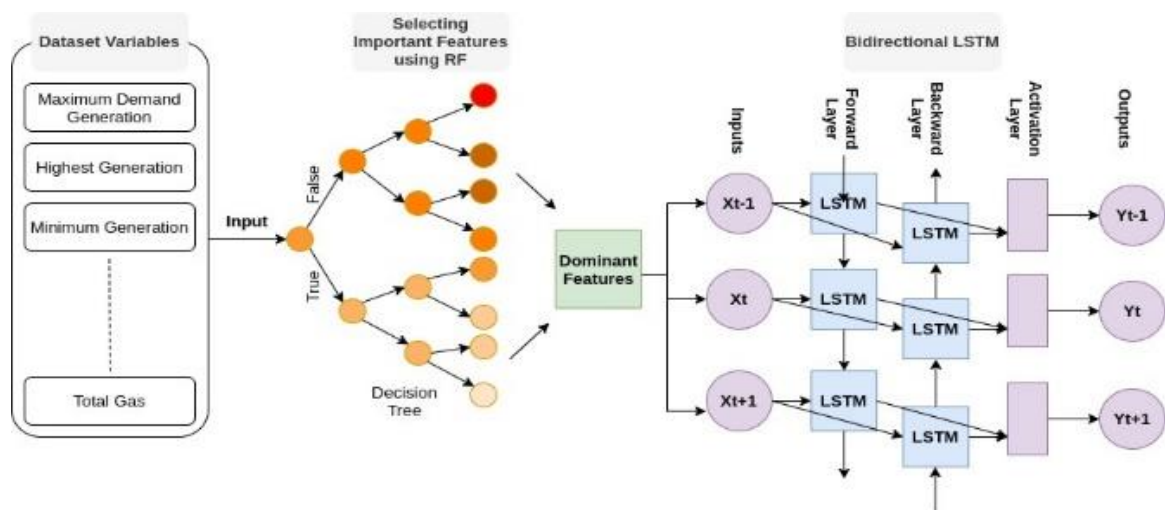 Dataset Variables
Maximum Demand
Generation
Highest Generation
Minimum Generation
Total Gas
Input
Selecting
Important Features
using RF
False
True
Decision
Tree
Dominant
Features
Bidirectional LSTM
Inputs
Forward
Layer
Backward
Layer
Activation
Layer
Outputs
Xt-1
LSTM
LSTM
Yt-1
Xt
LSTM
LSTM
Yt
Xt+1
LSTM
LSTM
Yt+1